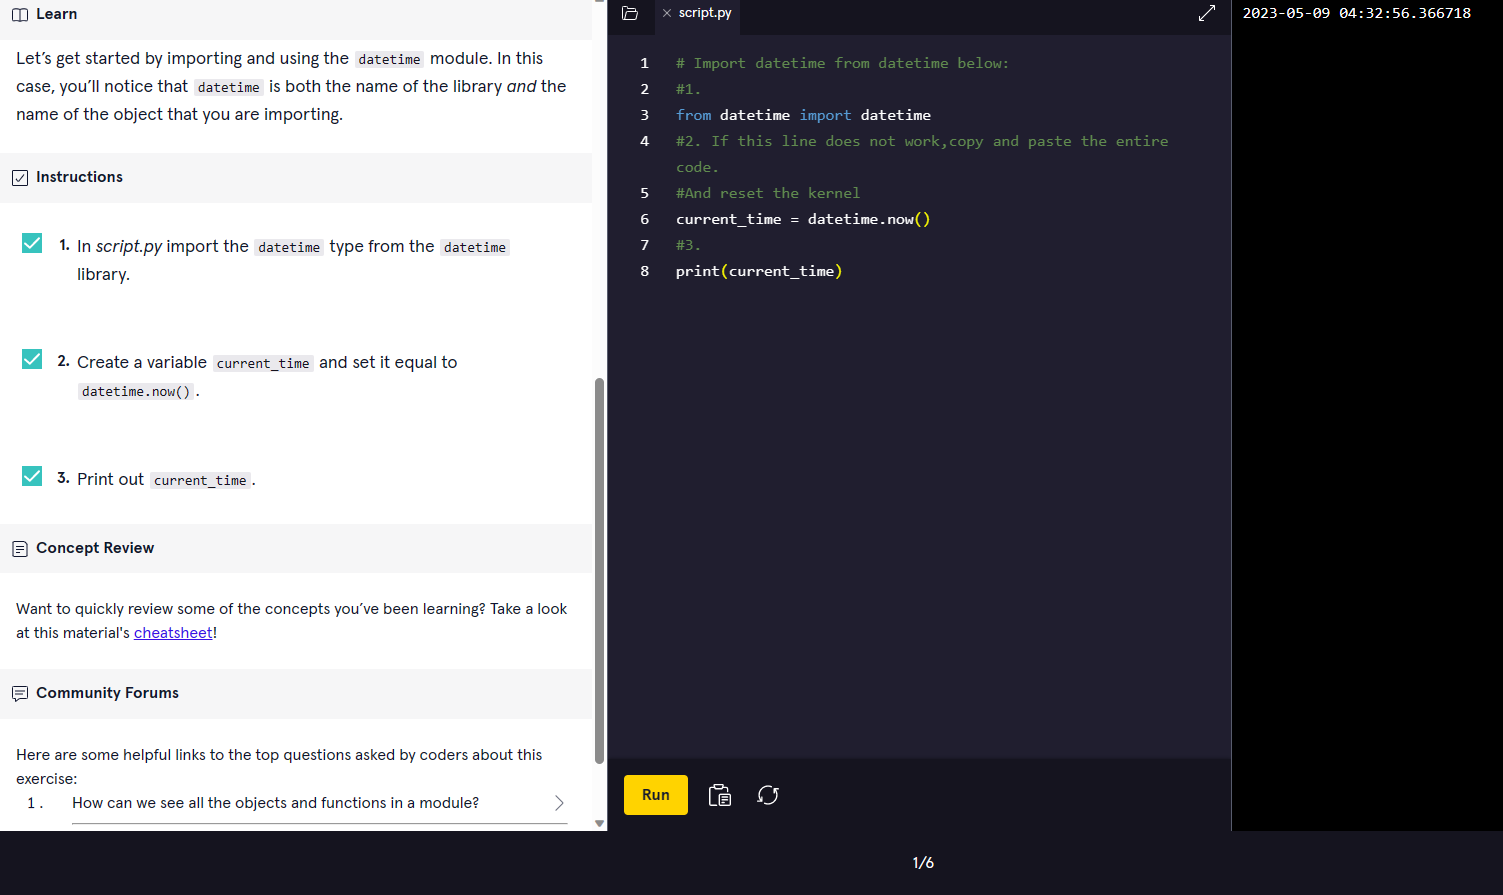 Learn
Let’s get started by importing and using the datetime module. In this
case, you’ll notice that datetime is both the name of the library and the
name of the object that you are importing.
Instructions
1. In script.py import the datetime type from the datetime
library.
2. Create a variable current_time and set it equal to
datetime.now().
3. Print out current_time.
Concept Review
Want to quickly review some of the concepts you’ve been learning? Take a look
at this material's cheatsheet!
Community Forums
Here are some helpful links to the top questions asked by coders about this
exercise:
1. How can we see all the objects and functions in a module?
script.py
1 # Import datetime from datetime below:
2 #1.
3 from datetime import datetime
4 #2. If this line does not work,copy and paste the entire
code.
5 #And reset the kernel
6 current_time = datetime.now()
7 #3.
8 print(current_time)
Run
2023-05-09 04:32:56.366718
1/6